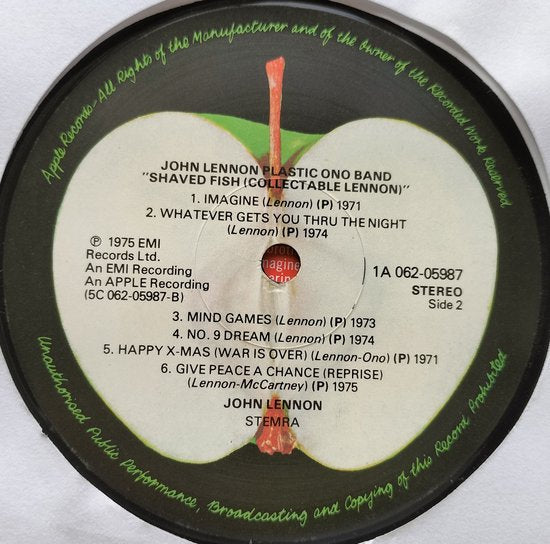 Apple Records-All Rights of the Manufacturer and of the Owner of the Recorded Work Reserved
JOHN LENNON PLASTIC ONO BAND
"SHAVED FISH (COLLECTABLE LENNON)"
1. IMAGINE (Lennon) (P) 1971
2. WHATEVER GETS YOU THRU THE NIGHT
(Lennon) (P) 1974
℗ 1975 EMI
Records Ltd.
An EMI Recording
An APPLE Recording
(5C 062-05987-B)
magine
1A 062-05987
STEREO
Side 2
3. MIND GAMES (Lennon) (P) 1973
4. NO. 9 DREAM (Lennon) (P) 1974
5. HAPPY X-MAS (WAR IS OVER) (Lennon-Ono) (P) 1971
6. GIVE PEACE A CHANCE (REPRISE)
(Lennon-McCartney) (P) 1975
JOHN LENNON
STEMRA
Unauthorised Public Performance, Broadcasting and Copying of this Record Prohibited